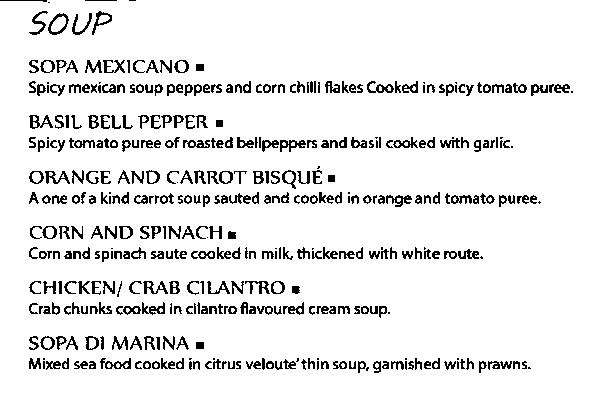 SOUP
SOPA MEXICANO ■
Spicy mexican soup peppers and corn chilli flakes Cooked in spicy tomato puree.
BASIL BELL PEPPER ■
Spicy tomato puree of roasted bellpeppers and basil cooked with garlic.
ORANGE AND CARROT BISQUÉ ■
A one of a kind carrot soup sauted and cooked in orange and tomato puree.
CORN AND SPINACH ■
Corn and spinach saute cooked in milk, thickened with white route.
CHICKEN/ CRAB CILANTRO ■
Crab chunks cooked in cilantro flavoured cream soup.
SOPA DI MARINA ■
Mixed sea food cooked in citrus veloute' thin soup, garnished with prawns.